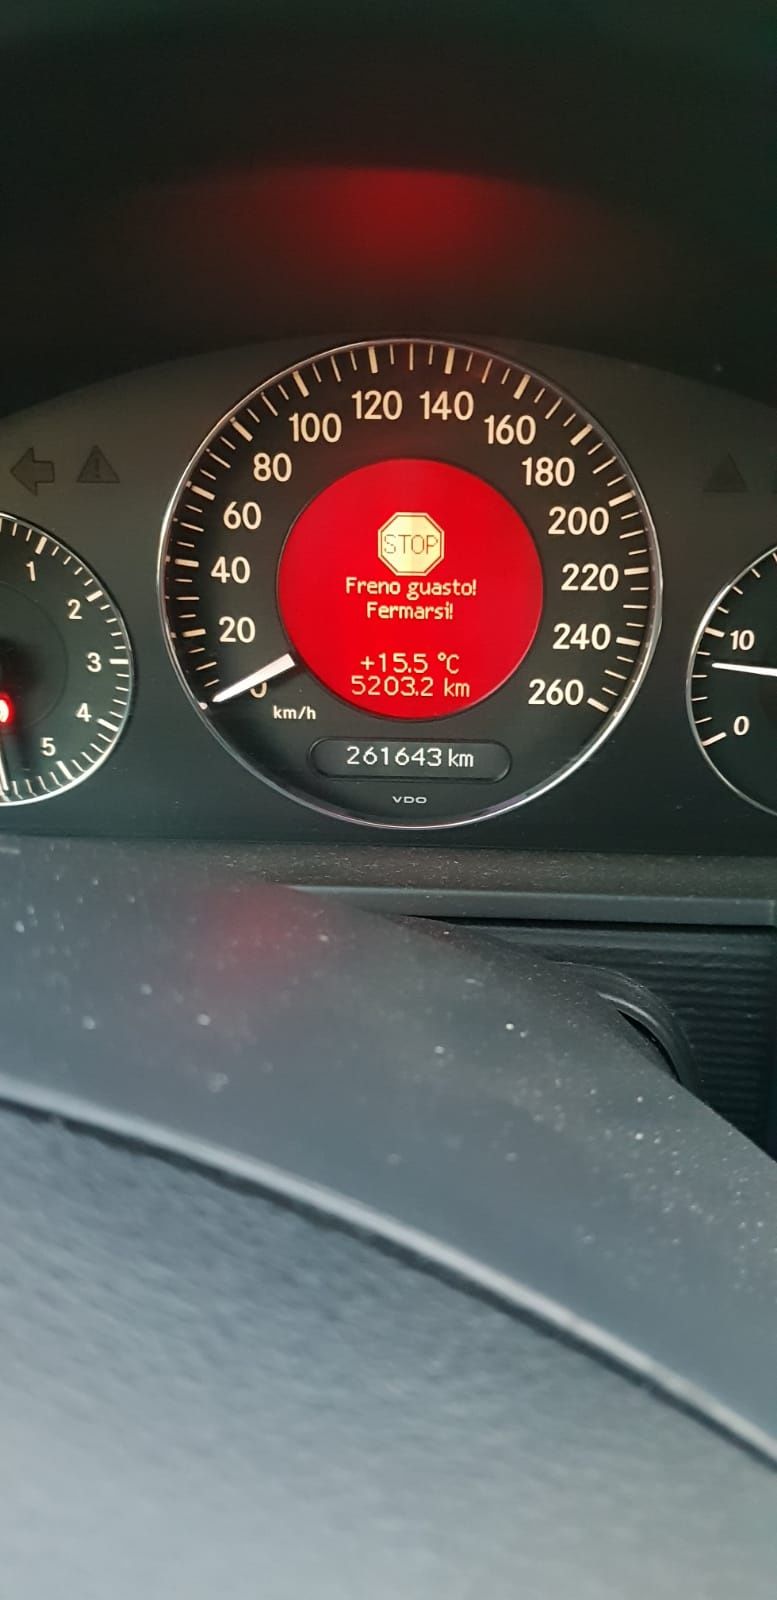 120 140
100 160
80 180
60 200
STOP
1 40 220
Freno guasto!
2 Fermarsi!
20 240 10
3 +15.5 °C
5203.2 km
260
4 0 km/h 0
5 261643 km
VDO